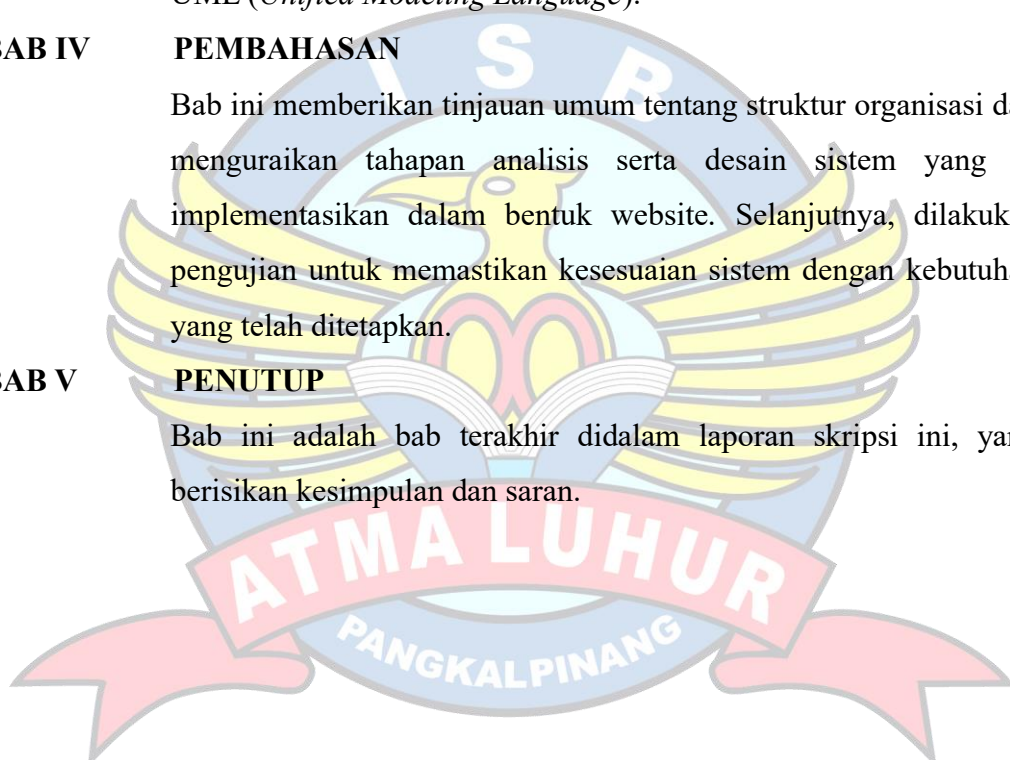 UML (Unified Modeling Language).
BAB IV PEMBAHASAN
Bab ini memberikan tinjauan umum tentang struktur organisasi da
menguraikan tahapan analisis serta desain sistem yang
implementasikan dalam bentuk website. Selanjutnya, dilakuk
pengujian untuk memastikan kesesuaian sistem dengan kebutuha
yang telah ditetapkan.
BAB V PENUTUP
Bab ini adalah bab terakhir didalam laporan skripsi ini, yan
berisikan kesimpulan dan saran.
I S B
ATMA LUHUR
PANGKALPINANG